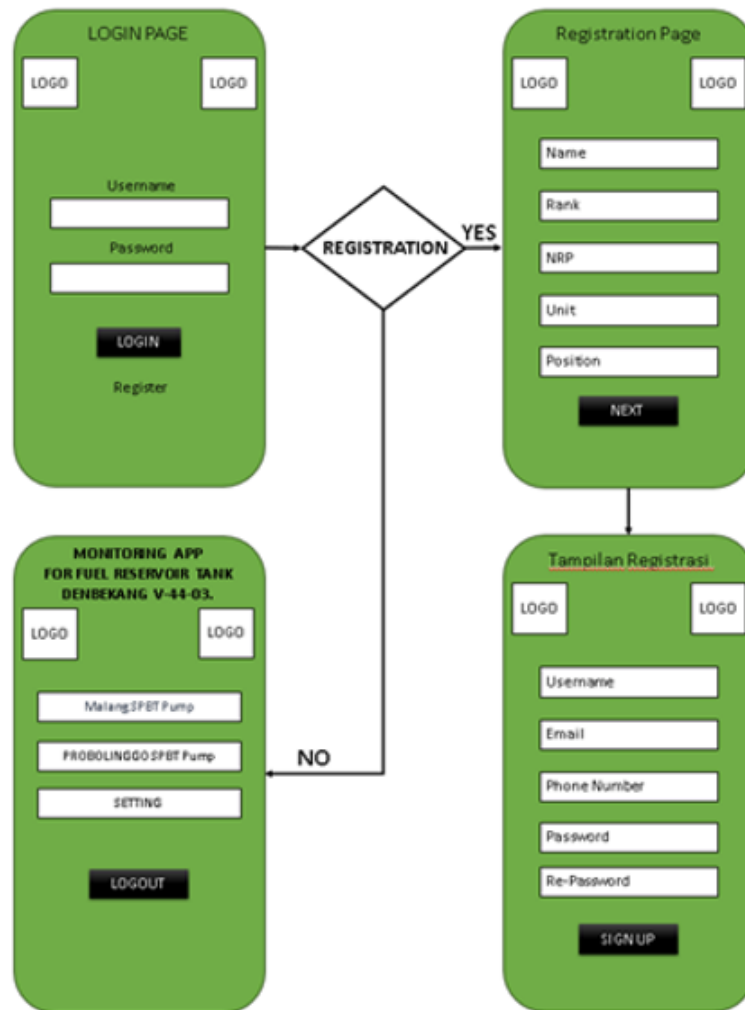 LOGIN PAGE
LOGO
LOGO
Username
Password
LOGIN
Register
REGISTRATION
YES
NO
Registration Page
LOGO
LOGO
Name
Rank
NRP
Unit
Position
NEXT
MONITORING APP
FOR FUEL RESERVOIR TANK
DENBEKANG V-44-03.
LOGO
LOGO
Malang SPBT Pump
PROBOLINGGO SPBT Pump
SETTING
LOGOUT
Tampilan Registrasi
LOGO
LOGO
Username
Email
Phone Number
Password
Re-Password
SIGN UP